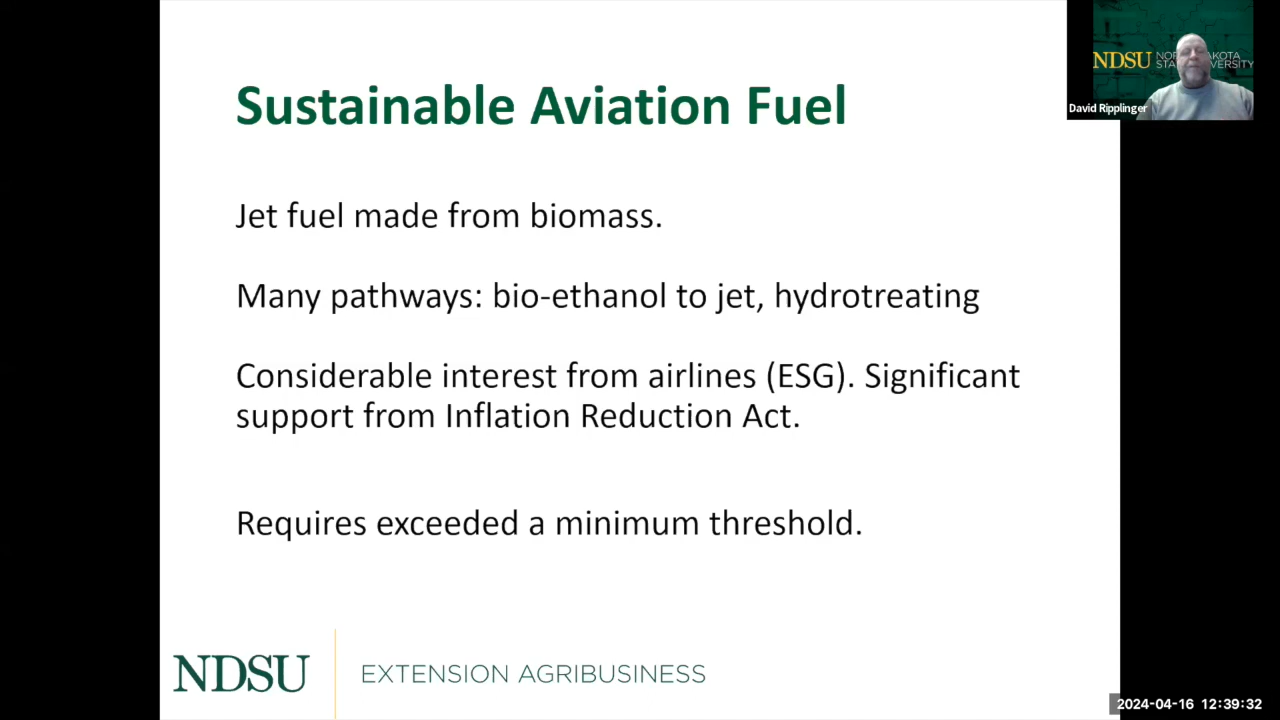 Sustainable Aviation Fuel
Jet fuel made from biomass.
Many pathways: bio-ethanol to jet, hydrotreating
Considerable interest from airlines (ESG). Significant
support from Inflation Reduction Act.
Requires exceeded a minimum threshold.
NDSU
EXTENSION AGRIBUSINESS
NDSU
David Ripplinger
2024-04-16 12:39:32